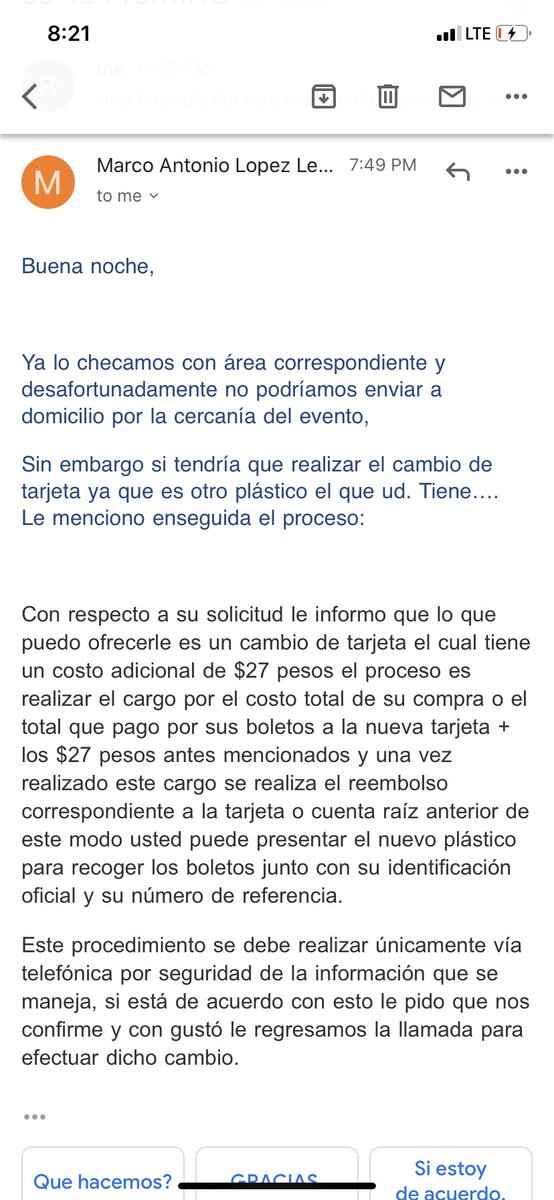 8:21
LTE
me 11:53 AM
Marco Antonio Lopez Le... 7:49 PM
M
to me
Buena noche,
Ya lo checamos con área correspondiente y
desafortunadamente no podríamos enviar a
domicilio por la cercanía del evento,
Sin embargo si tendría que realizar el cambio de
tarjeta ya que es otro plástico el que ud. Tiene....
Le menciono enseguida el proceso:
Con respecto a su solicitud le informo que lo que
puedo ofrecerle es un cambio de tarjeta el cual tiene
un costo adicional de $27 pesos el proceso es
realizar el cargo por el costo total de su compra o el
total que pago por sus boletos a la nueva tarjeta +
los $27 pesos antes mencionados y una vez
realizado este cargo se realiza el reembolso
correspondiente a la tarjeta o cuenta raíz anterior de
este modo usted puede presentar el nuevo plástico
para recoger los boletos junto con su identificación
oficial y su número de referencia.
Este procedimiento se debe realizar únicamente vía
telefónica por seguridad de la información que se
maneja, si está de acuerdo con esto le pido que nos
confirme y con gustó le regresamos la llamada para
efectuar dicho cambio.
Que hacemos?
GRACIAS
Si estoy
de acuerdo.